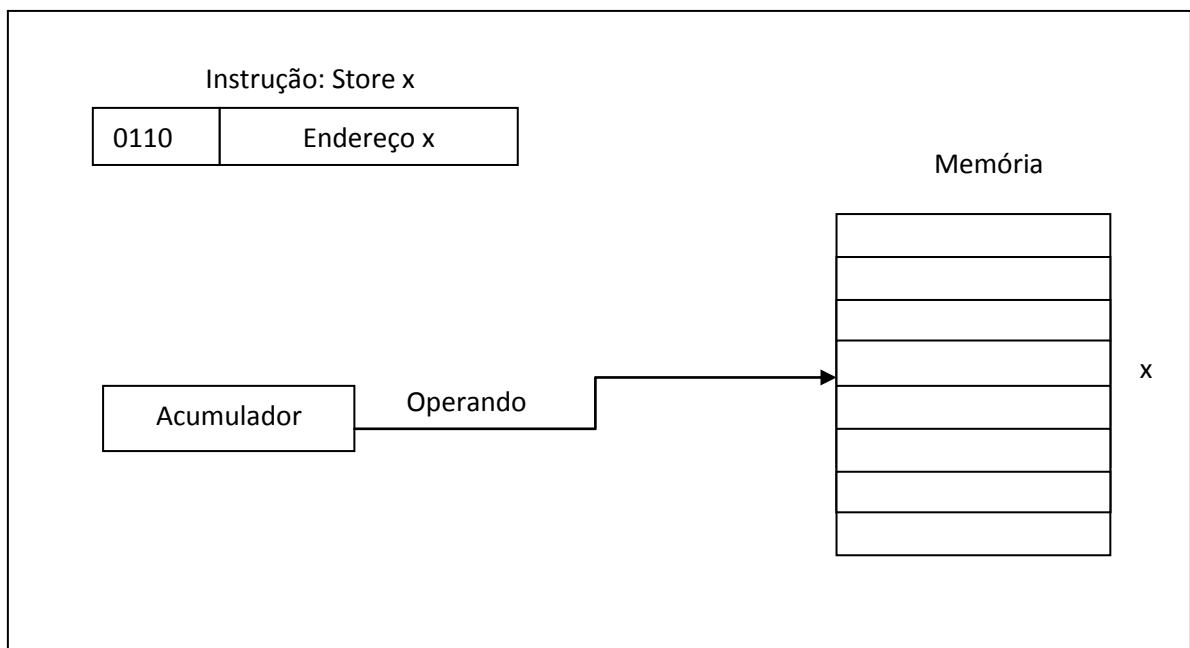 Instrução: Store x
0110
Endereço x
Memória
x
Operando
Acumulador